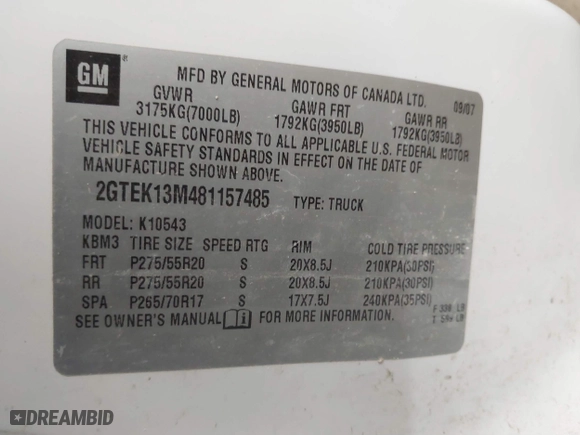 GM
®
MFD BY GENERAL MOTORS OF CANADA LTD. 09/07
GVWR GAWR FRT GAWR RR
3175KG(7000LB) 1792KG(3950LB) 1792KG(3950LB)
THIS VEHICLE CONFORMS TO ALL APPLICABLE U.S. FEDERAL MOTOR
VEHICLE SAFETY STANDARDS IN EFFECT ON THE DATE OF
MANUFACTURE SHOWN ABOVE.
2GTEK13M481157485 TYPE: TRUCK
MODEL: K10543
KBM3 TIRE SIZE SPEED RTG RIM COLD TIRE PRESSURE
FRT P275/55R20 S 20X8.5J 210KPA(30PSI)
RR P275/55R20 S 20X8.5J 210KPA(30PSI)
SPA P265/70R17 S 17X7.5J 240KPA(35PSI)
SEE OWNER'S MANUAL FOR MORE INFORMATION.
F LB
T LB
DREAMBID